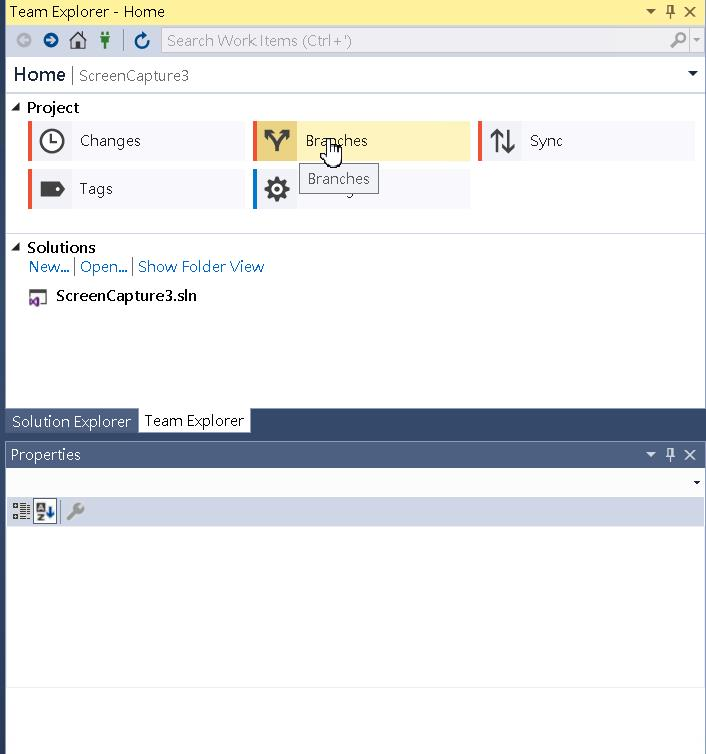 Team Explorer - Home
Search Work Items (Ctrl+')
Home | ScreenCapture3
Project
Changes
Branches
Sync
Tags
Branches
Solutions
New... | Open... | Show Folder View
ScreenCapture3.sln
Solution Explorer
Team Explorer
Properties